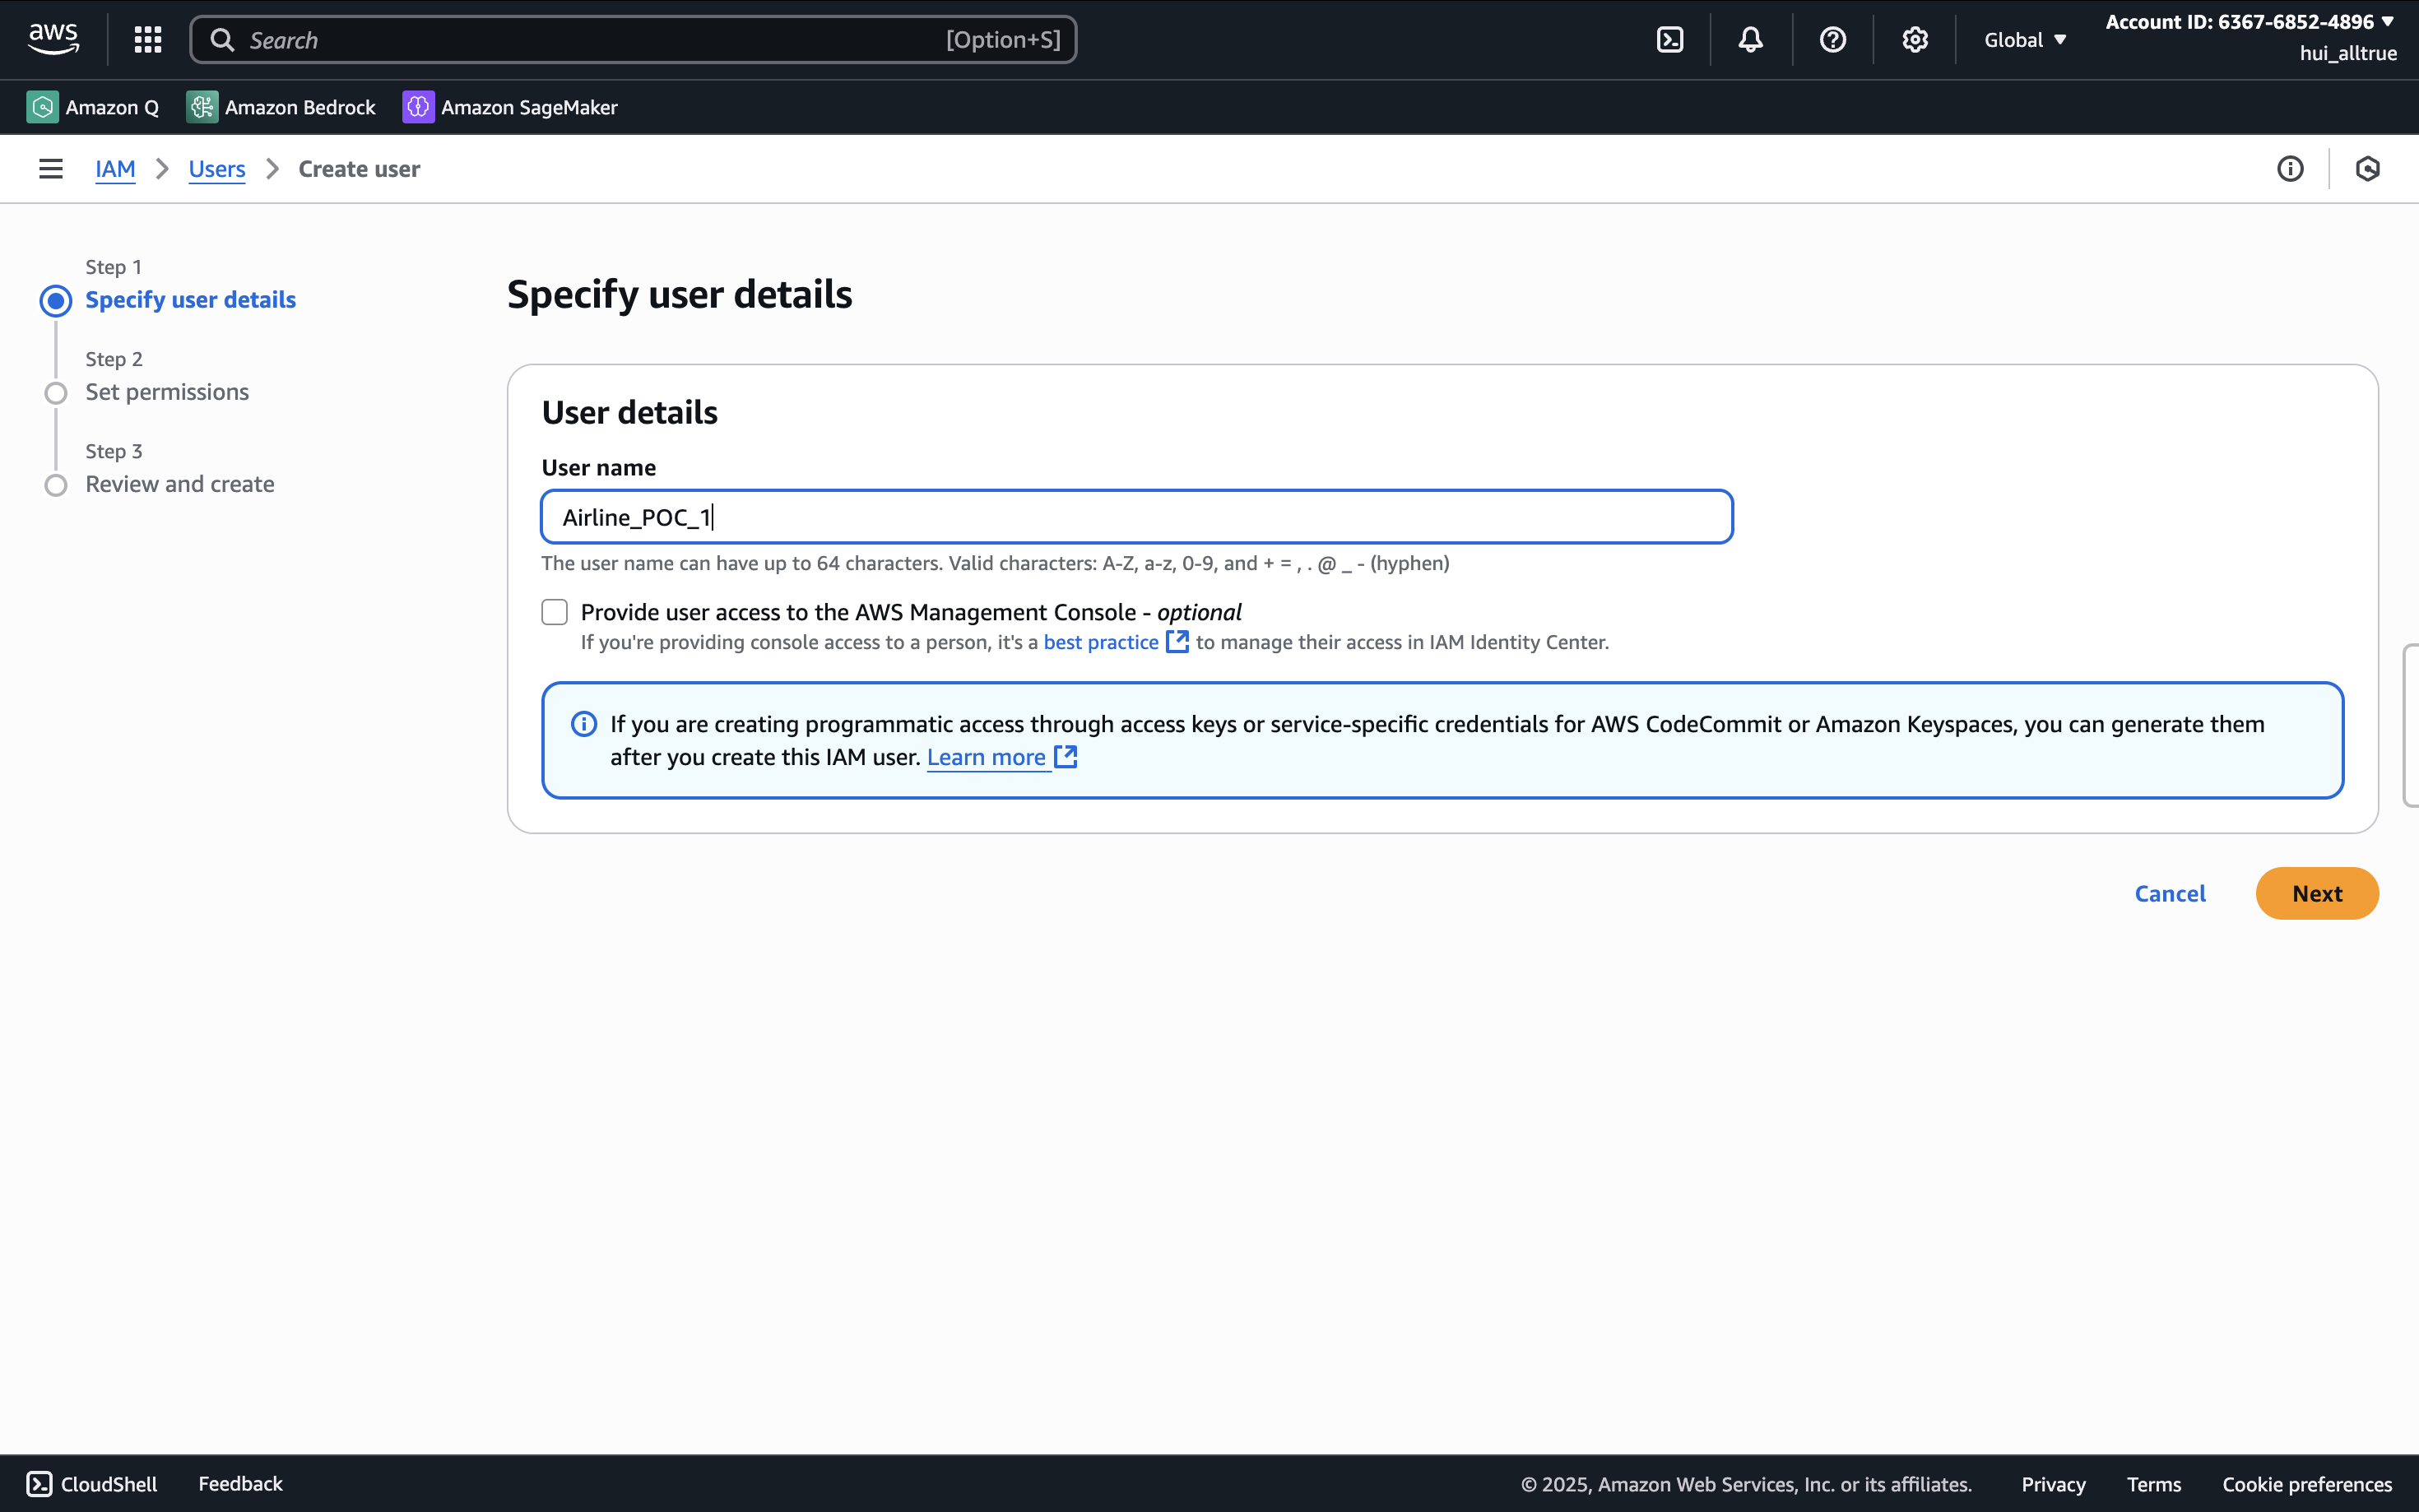 aws
Search [Option+S]
Global
Account ID: 6367-6852-4896
hui_alltrue
Amazon Q
Amazon Bedrock
Amazon SageMaker
IAM
Users
Create user
Step 1
Specify user details
Step 2
Set permissions
Step 3
Review and create
Specify user details
User details
User name
Airline_POC_1
The user name can have up to 64 characters. Valid characters: A-Z, a-z, 0-9, and + = , . @ _ - (hyphen)
Provide user access to the AWS Management Console - optional
If you're providing console access to a person, it's a best practice to manage their access in IAM Identity Center.
If you are creating programmatic access through access keys or service-specific credentials for AWS CodeCommit or Amazon Keyspaces, you can generate them
after you create this IAM user. Learn more
Cancel
Next
CloudShell
Feedback
© 2025, Amazon Web Services, Inc. or its affiliates.
Privacy
Terms
Cookie preferences